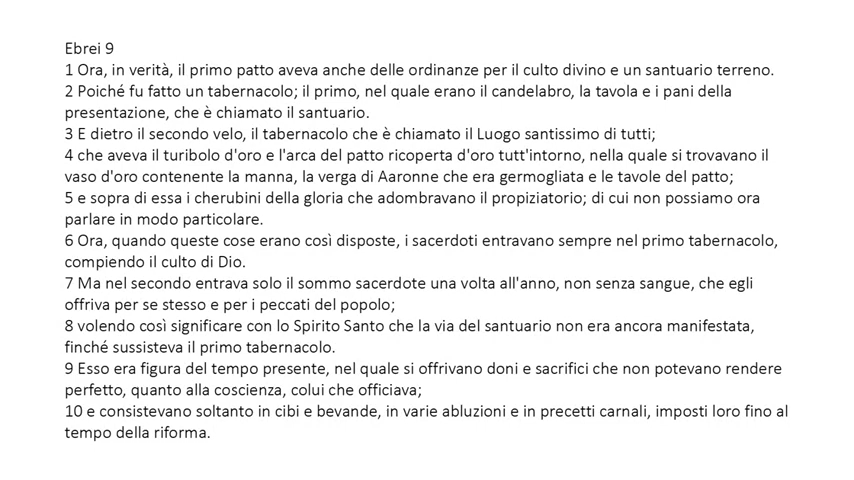 Ebrei 9
1 Ora, in verità, il primo patto aveva anche delle ordinanze per il culto divino e un santuario terreno.
2 Poiché fu fatto un tabernacolo; il primo, nel quale erano il candelabro, la tavola e i pani della
presentazione, che è chiamato il santuario.
3 E dietro il secondo velo, il tabernacolo che è chiamato il Luogo santissimo di tutti;
4 che aveva il turibolo d'oro e l'arca del patto ricoperta d'oro tutt'intorno, nella quale si trovavano il
vaso d'oro contenente la manna, la verga di Aaronne che era germogliata e le tavole del patto;
5 e sopra di essa i cherubini della gloria che adombravano il propiziatorio; di cui non possiamo ora
parlare in modo particolare.
6 Ora, quando queste cose erano così disposte, i sacerdoti entravano sempre nel primo tabernacolo,
compiendo il culto di Dio.
7 Ma nel secondo entrava solo il sommo sacerdote una volta all'anno, non senza sangue, che egli
offriva per se stesso e per i peccati del popolo;
8 volendo così significare con lo Spirito Santo che la via del santuario non era ancora manifestata,
finché sussisteva il primo tabernacolo.
9 Esso era figura del tempo presente, nel quale si offrivano doni e sacrifici che non potevano rendere
perfetto, quanto alla coscienza, colui che officiava;
10 e consistevano soltanto in cibi e bevande, in varie abluzioni e in precetti carnali, imposti loro fino al
tempo della riforma.